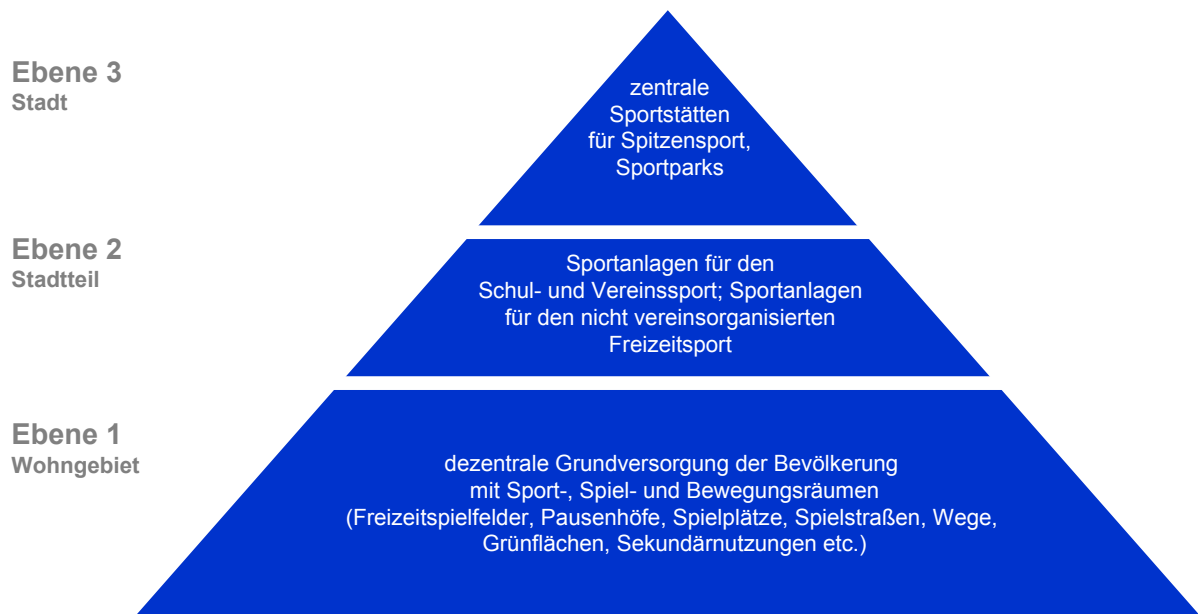 Ebene 3
Stadt
zentrale
Sportstätten
für Spitzensport,
Sportparks
Ebene 2
Stadtteil
Sportanlagen für den
Schul- und Vereinssport; Sportanlagen
für den nicht vereinsorganisierten
Freizeitsport
Ebene 1
Wohngebiet
dezentrale Grundversorgung der Bevölkerung
mit Sport-, Spiel- und Bewegungsräumen
(Freizeitspielfelder, Pausenhöfe, Spielplätze, Spielstraßen, Wege,
Grünflächen, Sekundärnutzungen etc.)